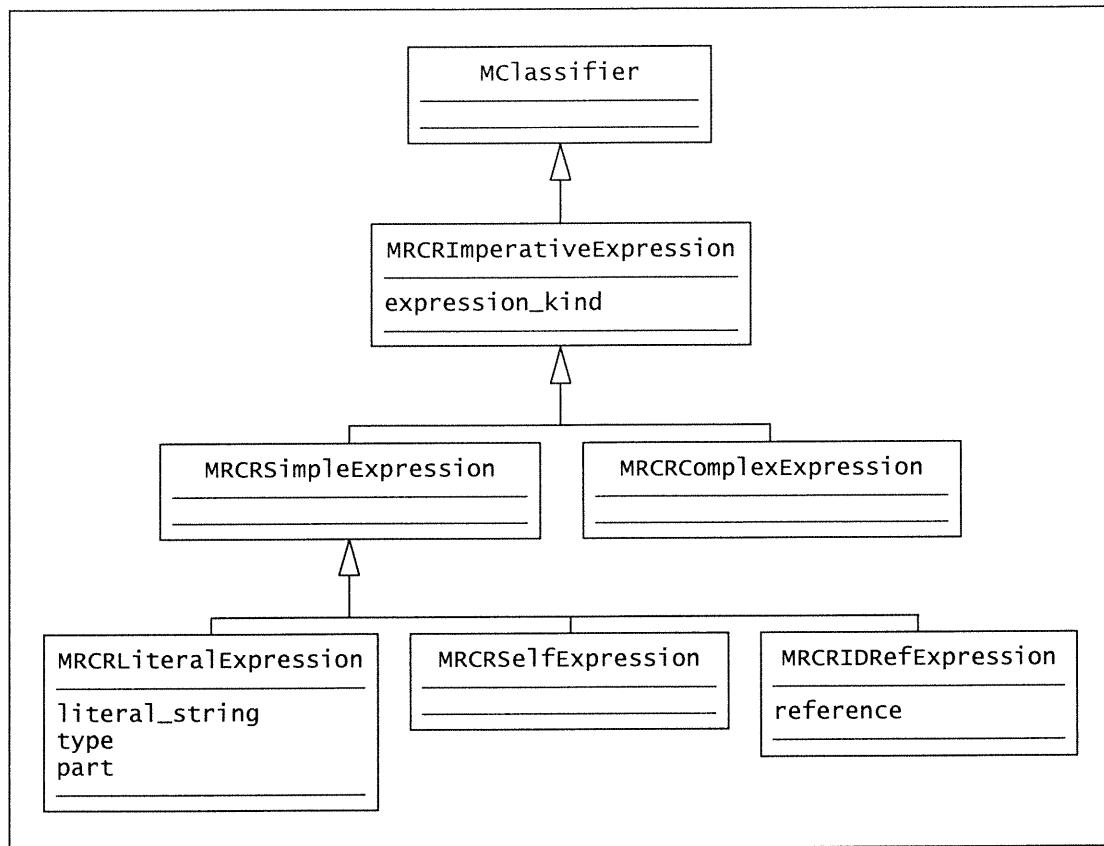 MClassifier
MRCRImperativeExpression
expression_kind
MRCRSimpleExpression
MRCRComplexExpression
MRCRLiteralExpression
literal_string
type
part
MRCRSelfExpression
MRCRIDRefExpression
reference